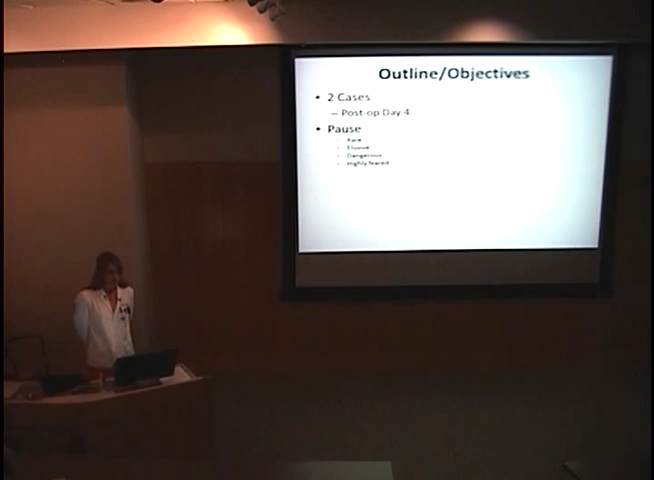 Outline/Objectives
• 2 Cases
– Post-op Day 4
• Pause
- Rare
- Elusive
- Dangerous
- Highly feared